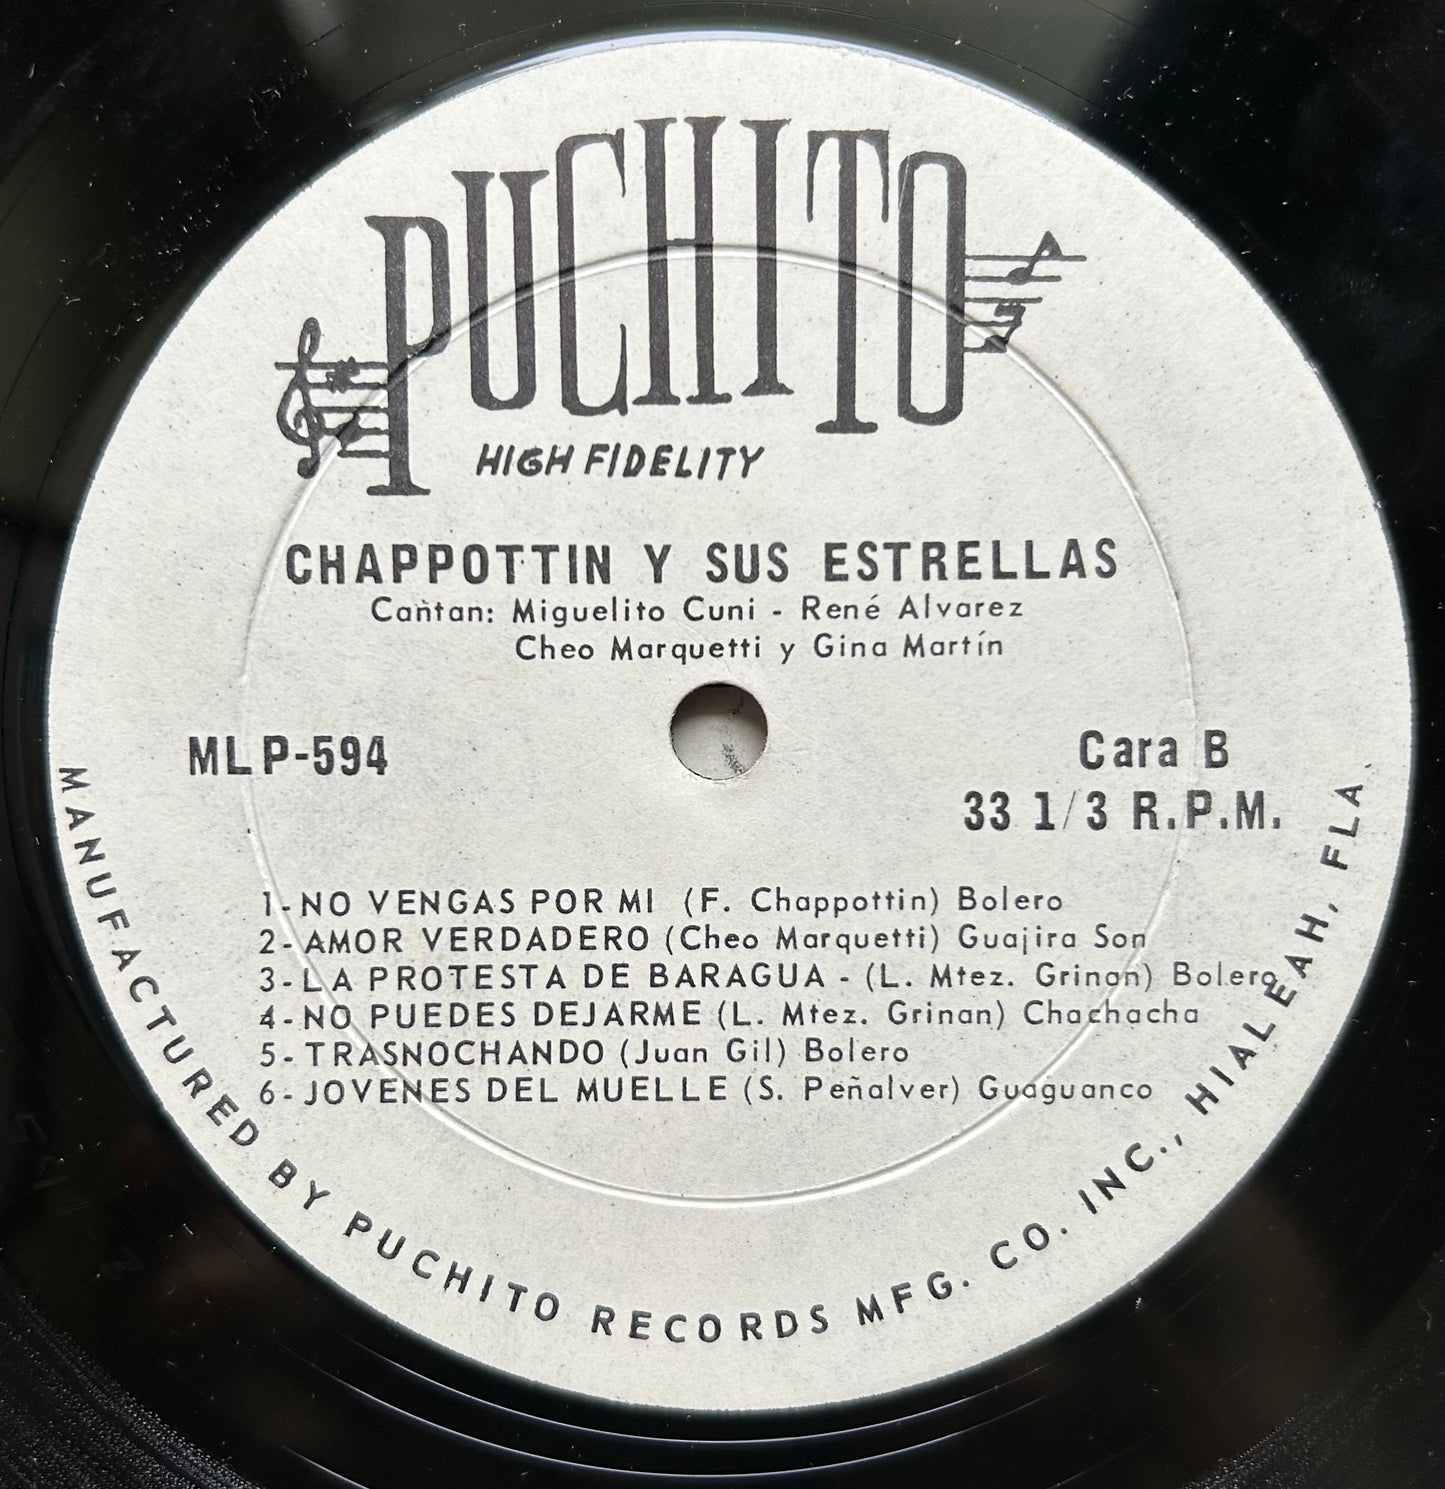 PUCHITO
HIGH FIDELITY
CHAPPOTTIN Y SUS ESTRELLAS
Cantan: Miguelito Cuni - René Alvarez
Cheo Marquetti y Gina Martín
MLP-594
Cara B
33 1/3 R.P.M.
1-NO VENGAS POR MI (F. Chappottin) Bolero
2-AMOR VERDADERO (Cheo Marquetti) Guajira Son
3-LA PROTESTA DE BARAGUA - (L. Mtez. Grinan) Bolero
4-NO PUEDES DEJARME (L. Mtez. Grinan) Chachacha
5-TRASNOCHANDO (Juan Gil) Bolero
6-JOVENES DEL MUELLE (S. Peñalver) Guaguanco
MANUFACTURED BY PUCHITO RECORDS MFG. CO. INC., HIALEAH, FLA.